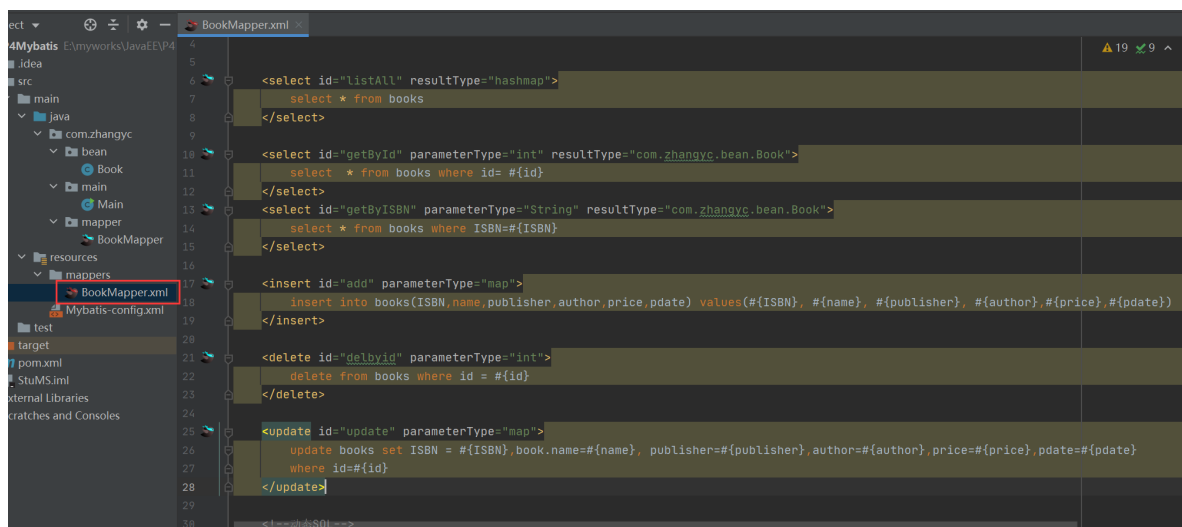 ect
BookMapper.xml
4Mybatis E:\myworks\JavaEE\P4
.idea
src
main
java
com.zhangyc
bean
Book
main
Main
mapper
BookMapper
resources
mappers
BookMapper.xml
Mybatis-config.xml
test
target
pom.xml
StuMS.iml
xternal Libraries
cratches and Consoles
19 9
4
5
6 <select id="listAll" resultType="hashmap">
7 select * from books
8 </select>
9
10 <select id="getById" parameterType="int" resultType="com.zhangyc.bean.Book">
11 select  * from books where id= #{id}
12 </select>
13 <select id="getByISBN" parameterType="String" resultType="com.zhangyc.bean.Book">
14 select * from books where ISBN=#{ISBN}
15 </select>
16
17 <insert id="add" parameterType="map">
18 insert into books(ISBN,name,publisher,author,price,pdate) values(#{ISBN}, #{name}, #{publisher}, #{author},#{price},#{pdate})
19 </insert>
20
21 <delete id="delbyid" parameterType="int">
22 delete from books where id = #{id}
23 </delete>
24
25 <update id="update" parameterType="map">
26 update books set ISBN = #{ISBN},book.name=#{name}, publisher=#{publisher},author=#{author},price=#{price},pdate=#{pdate}
27 where id=#{id}
28 </update>
29
30 <!--动态SQL-->